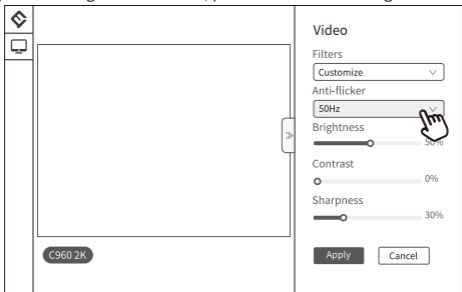 Video
Filters
Customize
Anti-flicker
50Hz
Brightness
50%
Contrast
0%
Sharpness
30%
C960 2K
Apply
Cancel